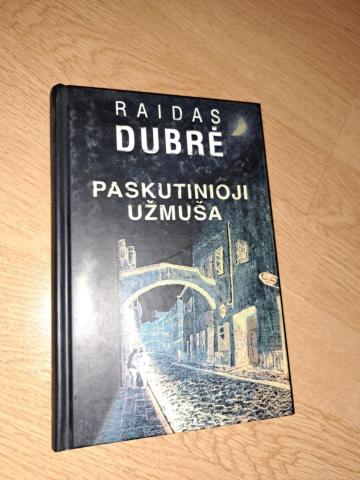 RAIDAS
DUBRĖ
PASKUTINIOJI
UŽMUŠA